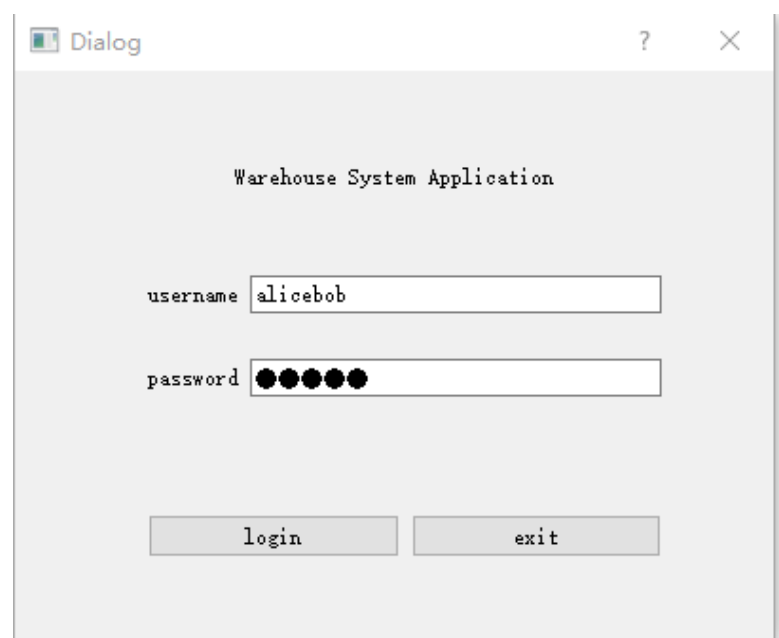 Dialog
Warehouse System Application
username alicebob
password ●●●●●
login exit